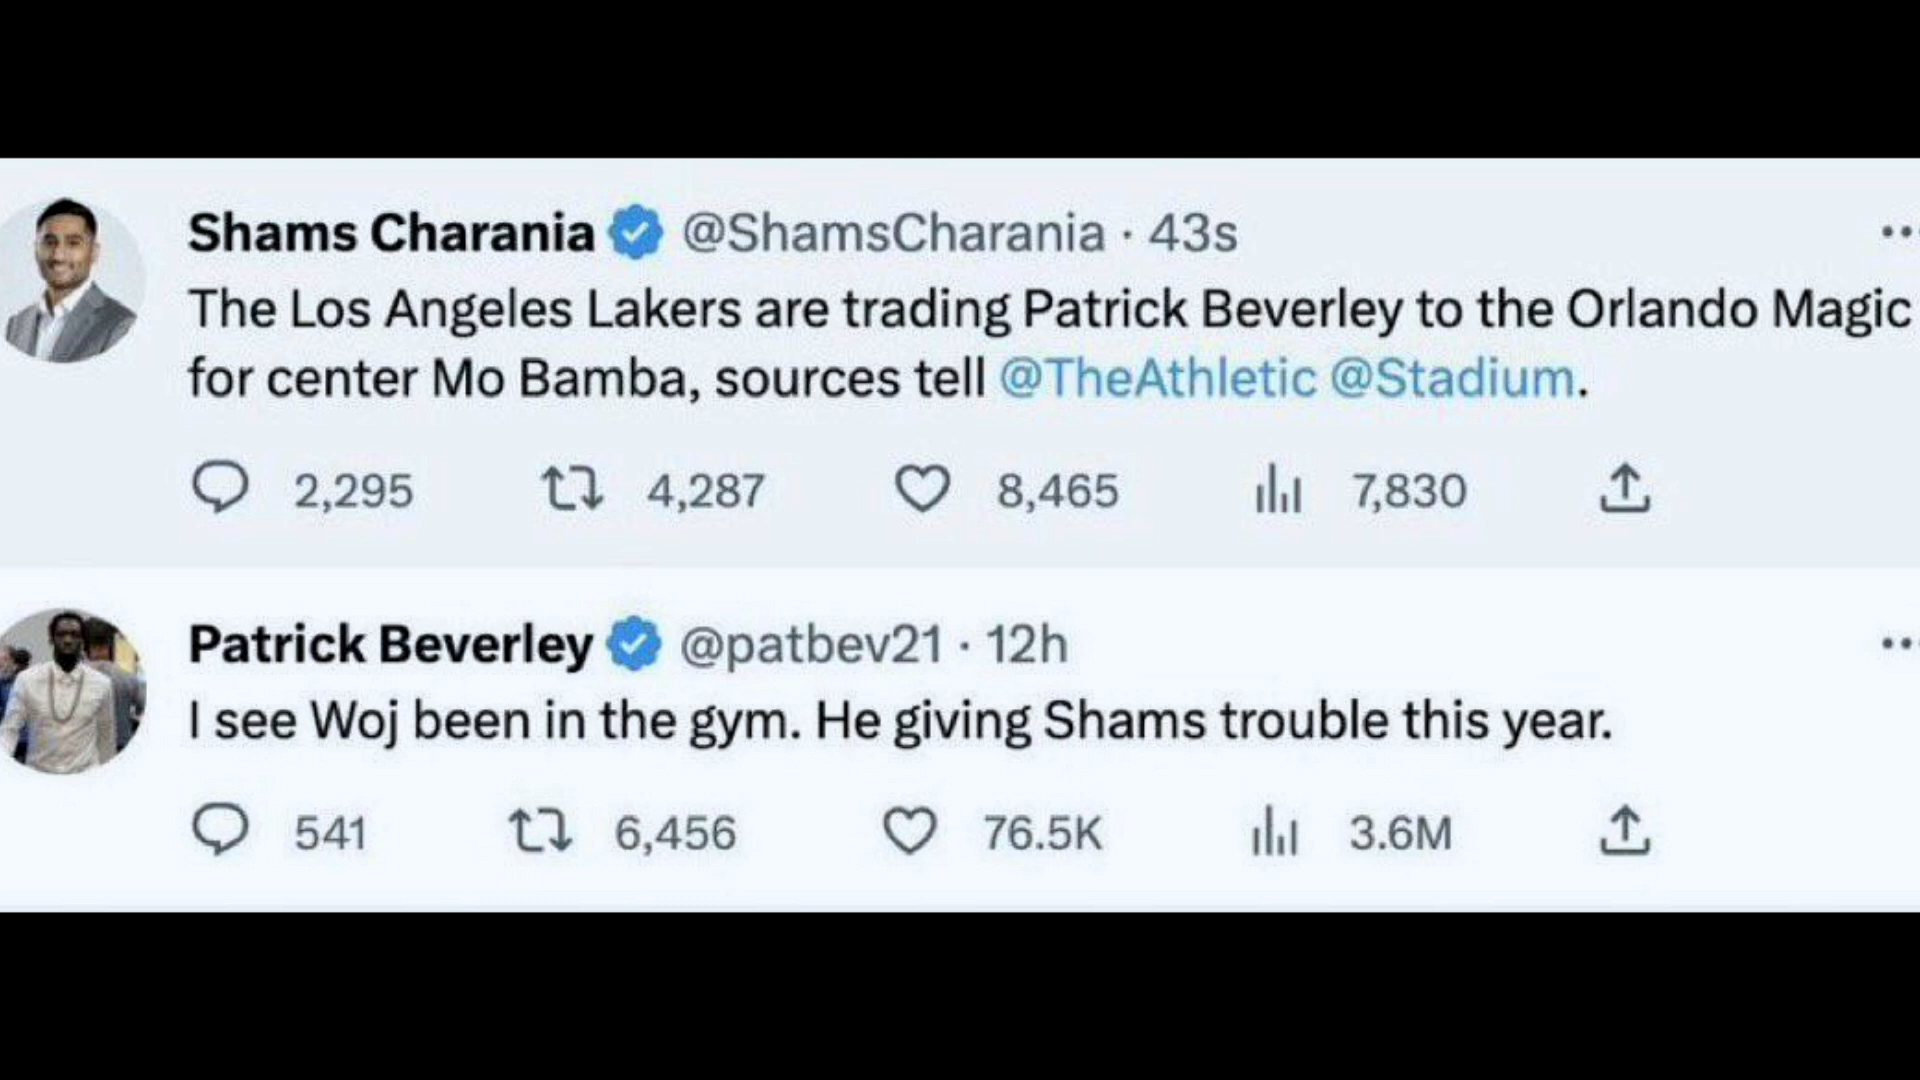 Shams Charania @ShamsCharania · 43s
The Los Angeles Lakers are trading Patrick Beverley to the Orlando Magic
for center Mo Bamba, sources tell @TheAthletic @Stadium.
2,295 4,287 8,465 7,830
Patrick Beverley @patbev21 · 12h
I see Woj been in the gym. He giving Shams trouble this year.
541 6,456 76.5K 3.6M